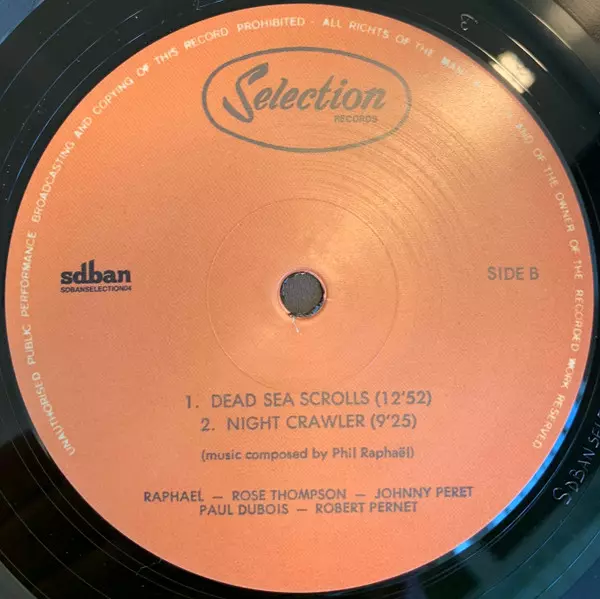 UNAUTHORISED PUBLIC PERFORMANCE BROADCASTING AND COPYING OF THIS RECORD PROHIBITED / ALL RIGHTS OF THE AND OF THE OWNER OF THE RECORDED WORK RESERVED
Selection
RECORDS
sdban
SDBANSELECTION04
SIDE B
1. DEAD SEA SCROLLS (12'52)
2. NIGHT CRAWLER (9'25)
(music composed by Phil Raphaël)
RAPHAEL – ROSE THOMPSON – JOHNNY PERET
PAUL DUBOIS – ROBERT PERNET